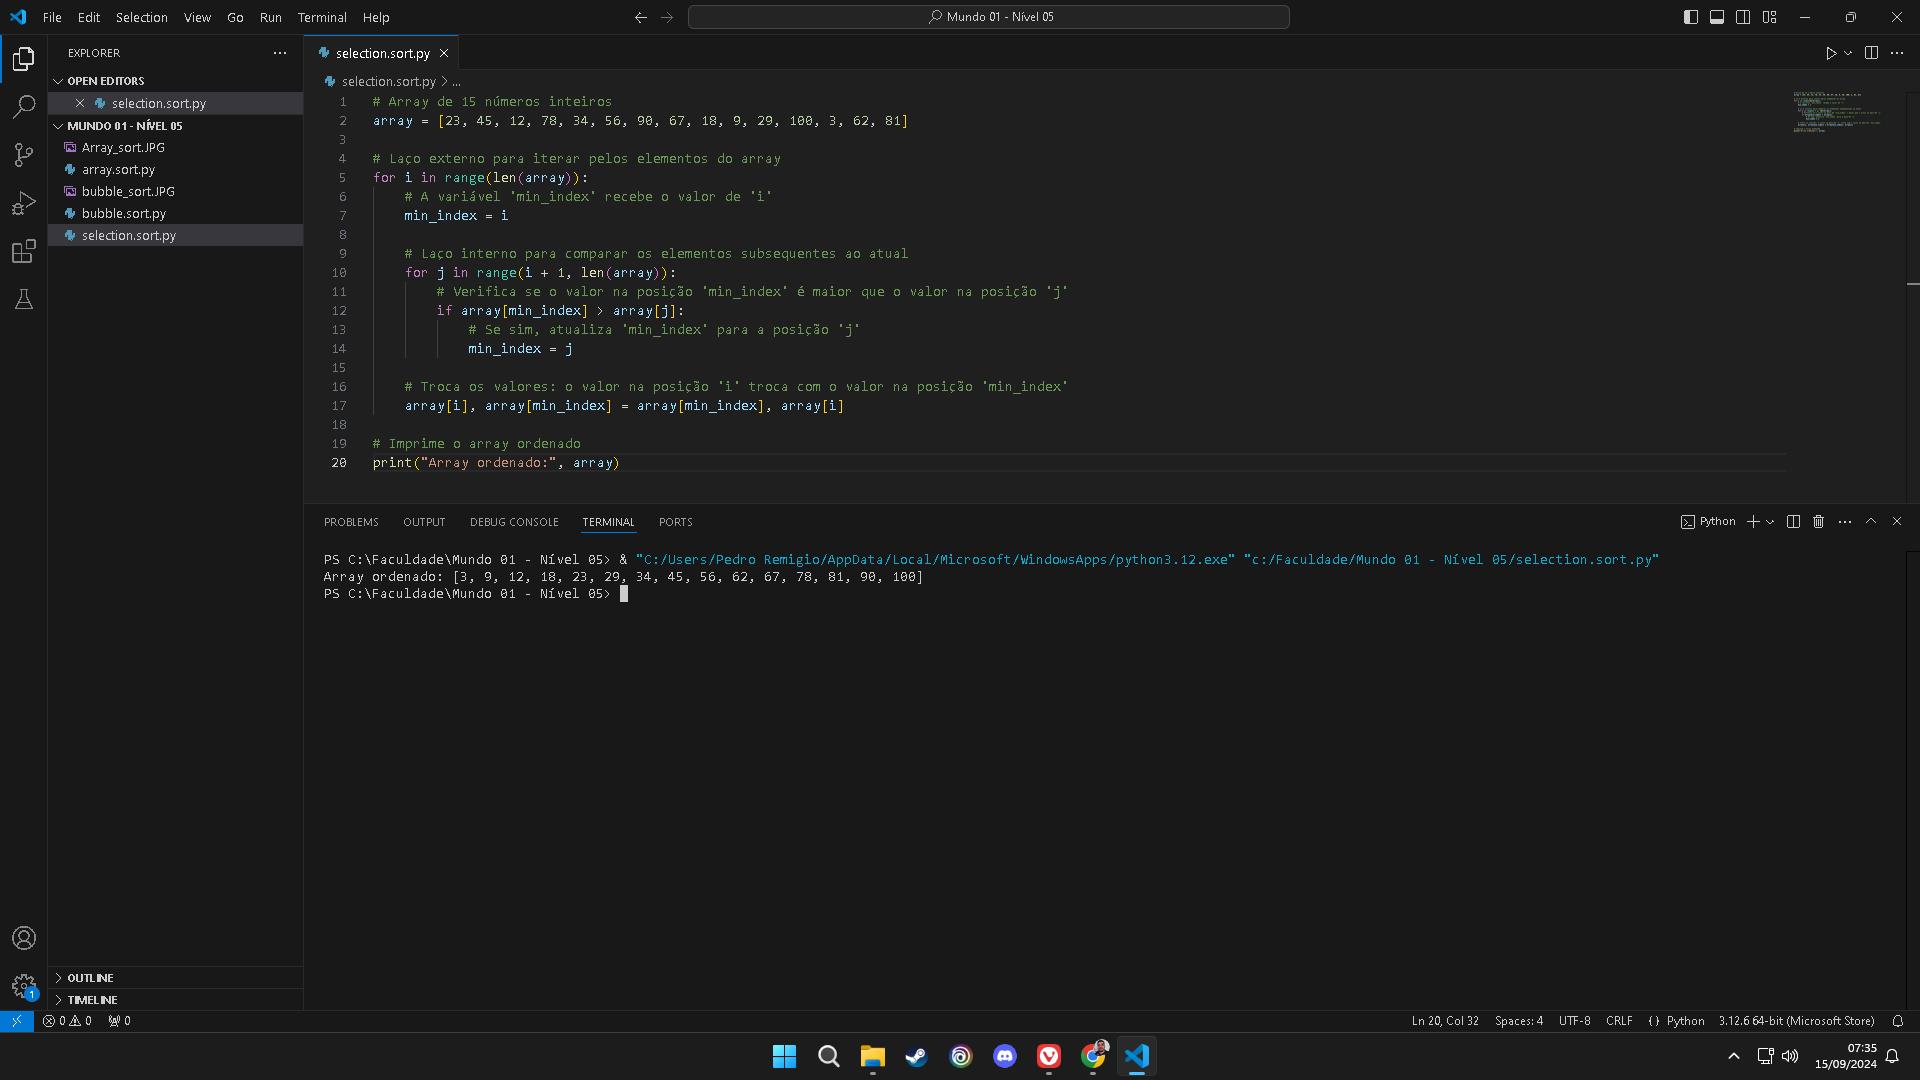 File Edit Selection View Go Run Terminal Help
Mundo 01 - Nível 05
EXPLORER
OPEN EDITORS
selection.sort.py
MUNDO 01 - NÍVEL 05
Array_sort.JPG
array.sort.py
bubble_sort.JPG
bubble.sort.py
selection.sort.py
OUTLINE
TIMELINE
selection.sort.py
selection.sort.py > ...
1 # Array de 15 números inteiros
2 array = [23, 45, 12, 78, 34, 56, 90, 67, 18, 9, 29, 100, 3, 62, 81]
3
4 # Laço externo para iterar pelos elementos do array
5 for i in range(len(array)):
6 # A variável 'min_index' recebe o valor de 'i'
7 min_index = i
8
9 # Laço interno para comparar os elementos subsequentes ao atual
10 for j in range(i + 1, len(array)):
11 # Verifica se o valor na posição 'min_index' é maior que o valor na posição 'j'
12 if array[min_index] > array[j]:
13 # Se sim, atualiza 'min_index' para a posição 'j'
14 min_index = j
15
16 # Troca os valores: o valor na posição 'i' troca com o valor na posição 'min_index'
17 array[i], array[min_index] = array[min_index], array[i]
18
19 # Imprime o array ordenado
20 print("Array ordenado:", array)
PROBLEMS OUTPUT DEBUG CONSOLE TERMINAL PORTS
Python
PS C:\Faculdade\Mundo 01 - Nível 05> & "C:/Users/Pedro Remigio/AppData/Local/Microsoft/WindowsApps/python3.12.exe" "c:/Faculdade/Mundo 01 - Nível 05/selection.sort.py"
Array ordenado: [3, 9, 12, 18, 23, 29, 34, 45, 56, 62, 67, 78, 81, 90, 100]
PS C:\Faculdade\Mundo 01 - Nível 05>
1
0 0 0
Ln 20, Col 32 Spaces: 4 UTF-8 CRLF {} Python 3.12.6 64-bit (Microsoft Store)
07:35
15/09/2024